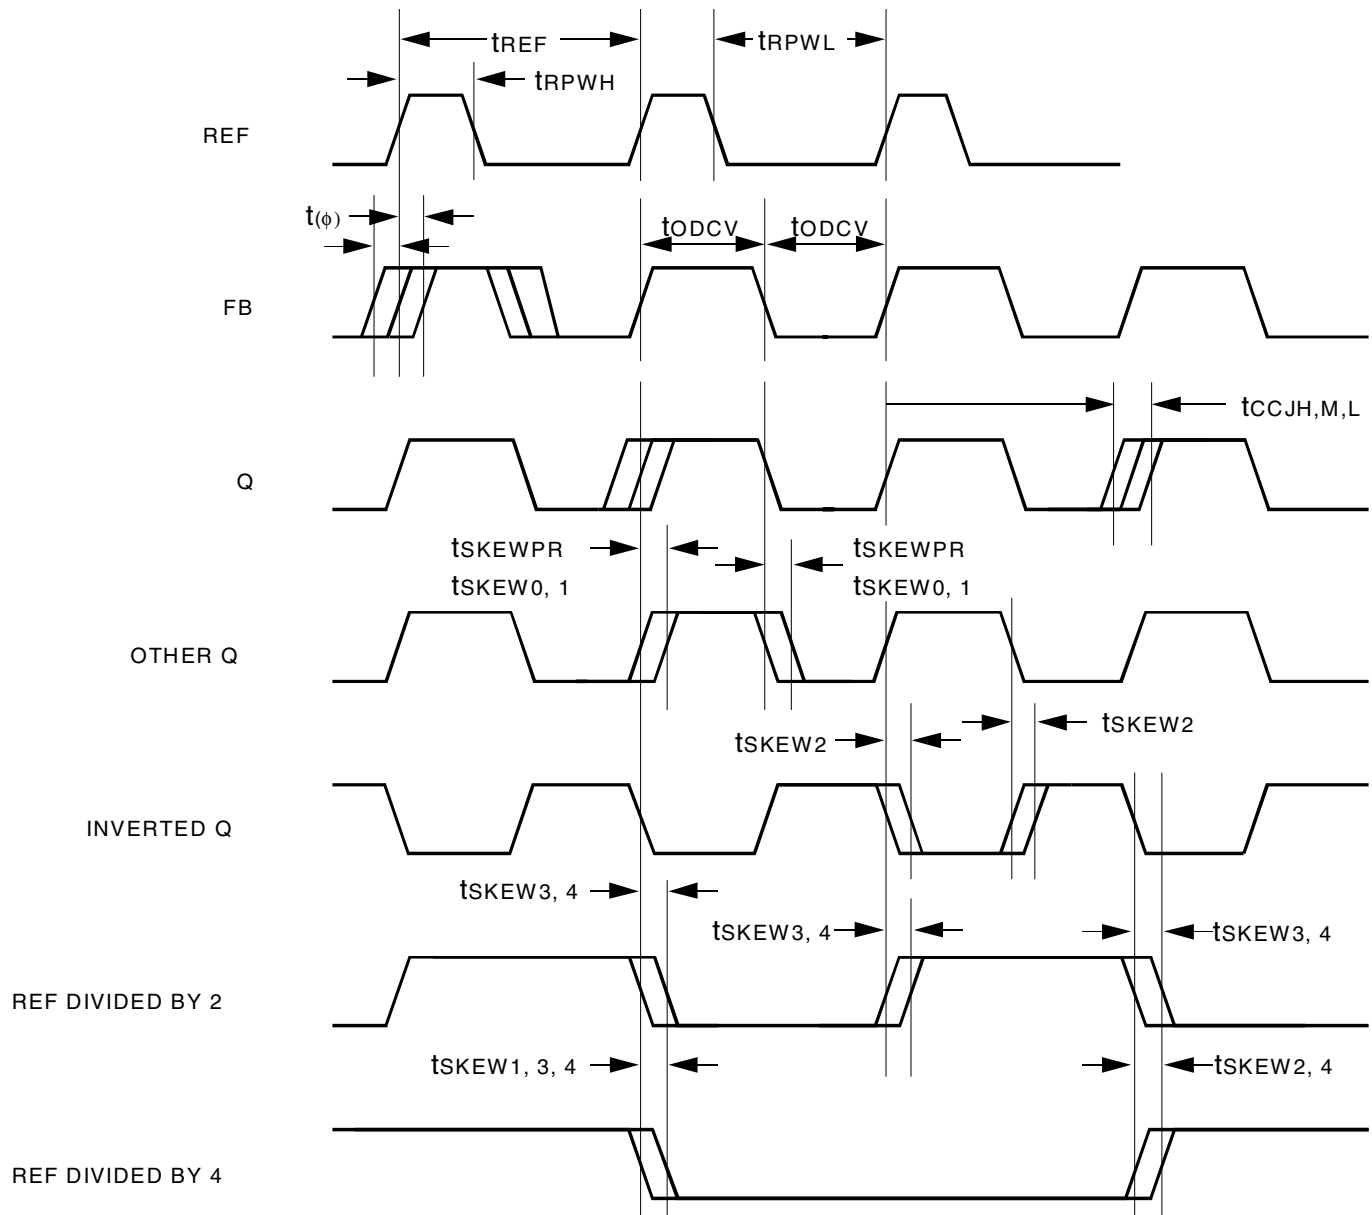 tREF
tRPWL
tRPWH
REF
t(ϕ)
tODCV
tODCV
FB
tCCJH,M,L
Q
tSKEWPR
tSKEW0, 1
tSKEWPR
tSKEW0, 1
OTHER Q
tSKEW2
tSKEW2
INVERTED Q
tSKEW3, 4
tSKEW3, 4
tSKEW3, 4
REF DIVIDED BY 2
tSKEW1, 3, 4
tSKEW2, 4
REF DIVIDED BY 4